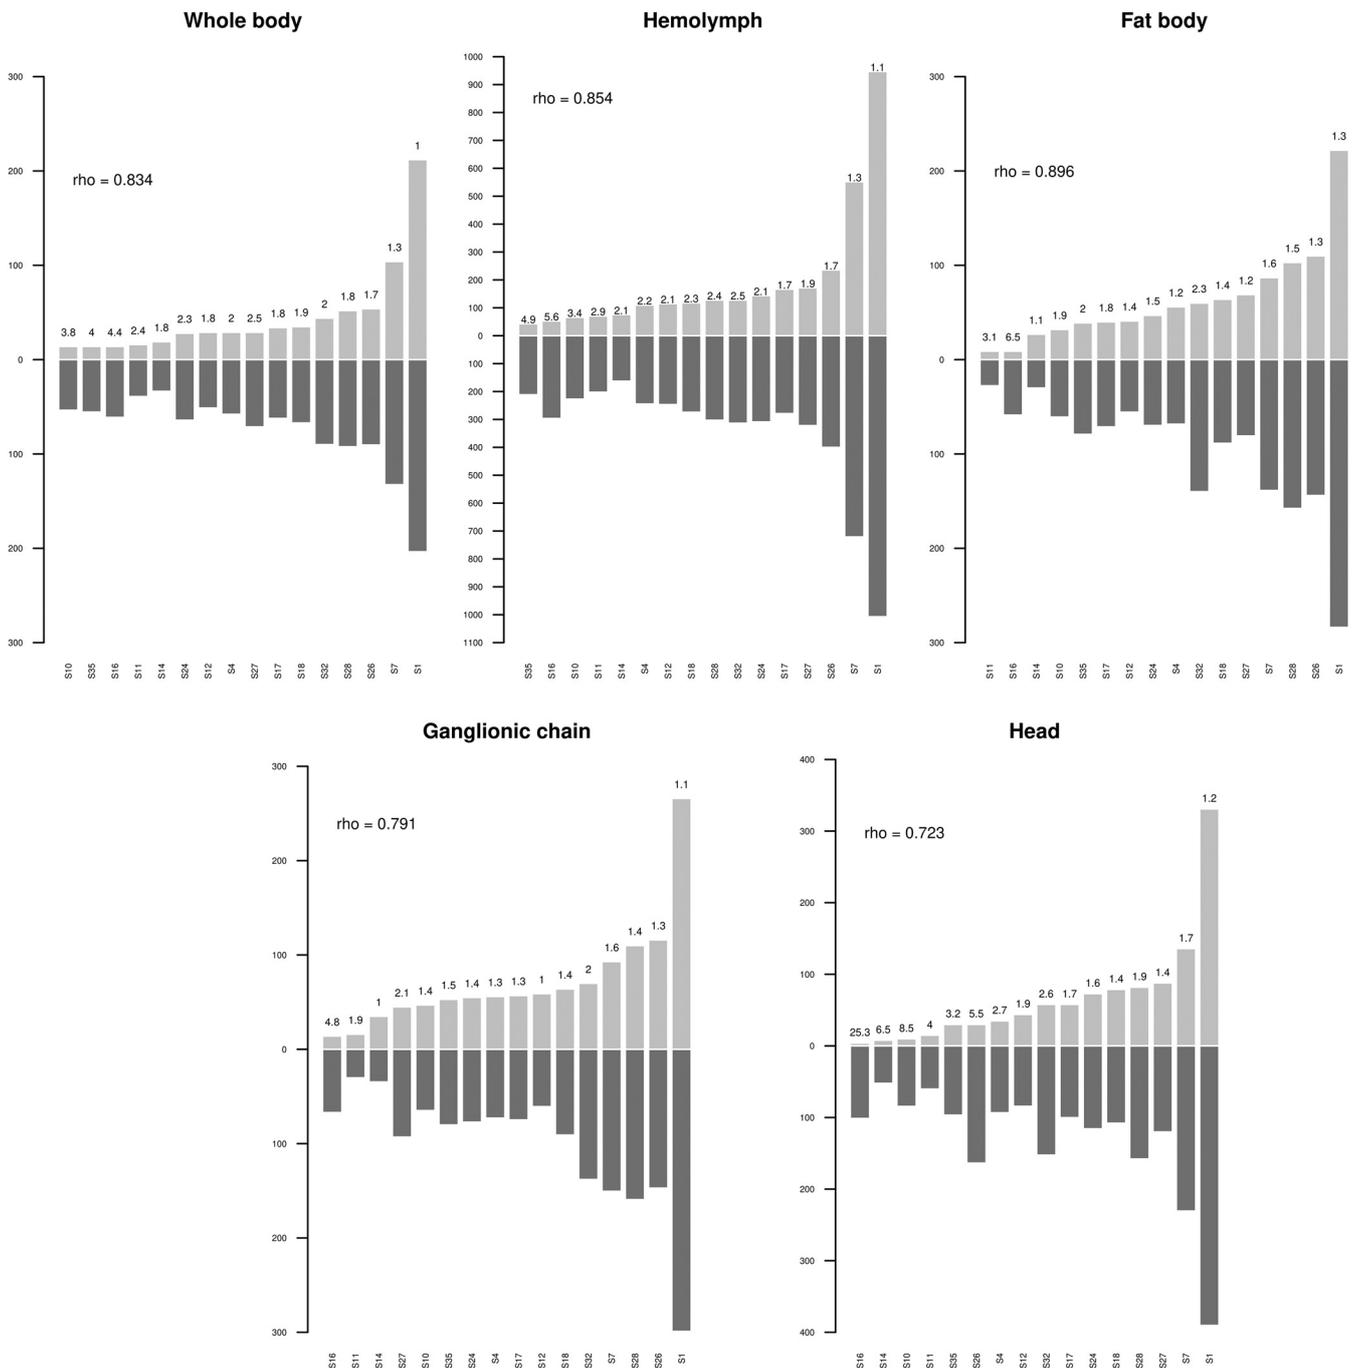 Whole body
300
200
100
0
100
200
300
rho = 0.834
3.8 4 4.4 2.4 1.8 2.3 1.8 2 2.5 1.8 1.9 2 1.8 1.7 1.3 1
S10 S35 S16 S11 S14 S24 S12 S4 S27 S17 S18 S32 S28 S26 S7 S1
Hemolymph
1000
900
800
700
600
500
400
300
200
100
0
100
200
300
400
500
600
700
800
900
1000
1100
rho = 0.854
4.9 5.6 3.4 2.9 2.1 2.2 2.1 2.3 2.4 2.5 2.1 1.7 1.9 1.7 1.3 1.1
S35 S16 S10 S11 S14 S4 S12 S18 S28 S32 S24 S17 S27 S26 S7 S1
Fat body
300
200
100
0
100
200
300
rho = 0.896
3.1 6.5 1.1 1.9 2 1.8 1.4 1.5 1.2 2.3 1.4 1.2 1.6 1.5 1.3 1.3
S11 S16 S14 S10 S35 S17 S12 S24 S4 S32 S18 S27 S7 S28 S26 S1
Ganglionic chain
300
200
100
0
100
200
300
rho = 0.791
4.8 1.9 1 2.1 1.4 1.5 1.4 1.3 1.3 1 1.4 2 1.6 1.4 1.3 1.1
S16 S11 S14 S27 S10 S35 S24 S4 S17 S12 S18 S32 S7 S28 S26 S1
Head
400
300
200
100
0
100
200
300
400
rho = 0.723
25.3 6.5 8.5 4 3.2 5.5 2.7 1.9 2.6 1.7 1.6 1.4 1.9 1.4 1.7 1.2
S16 S14 S10 S11 S35 S26 S4 S12 S32 S17 S24 S18 S28 S27 S7 S1